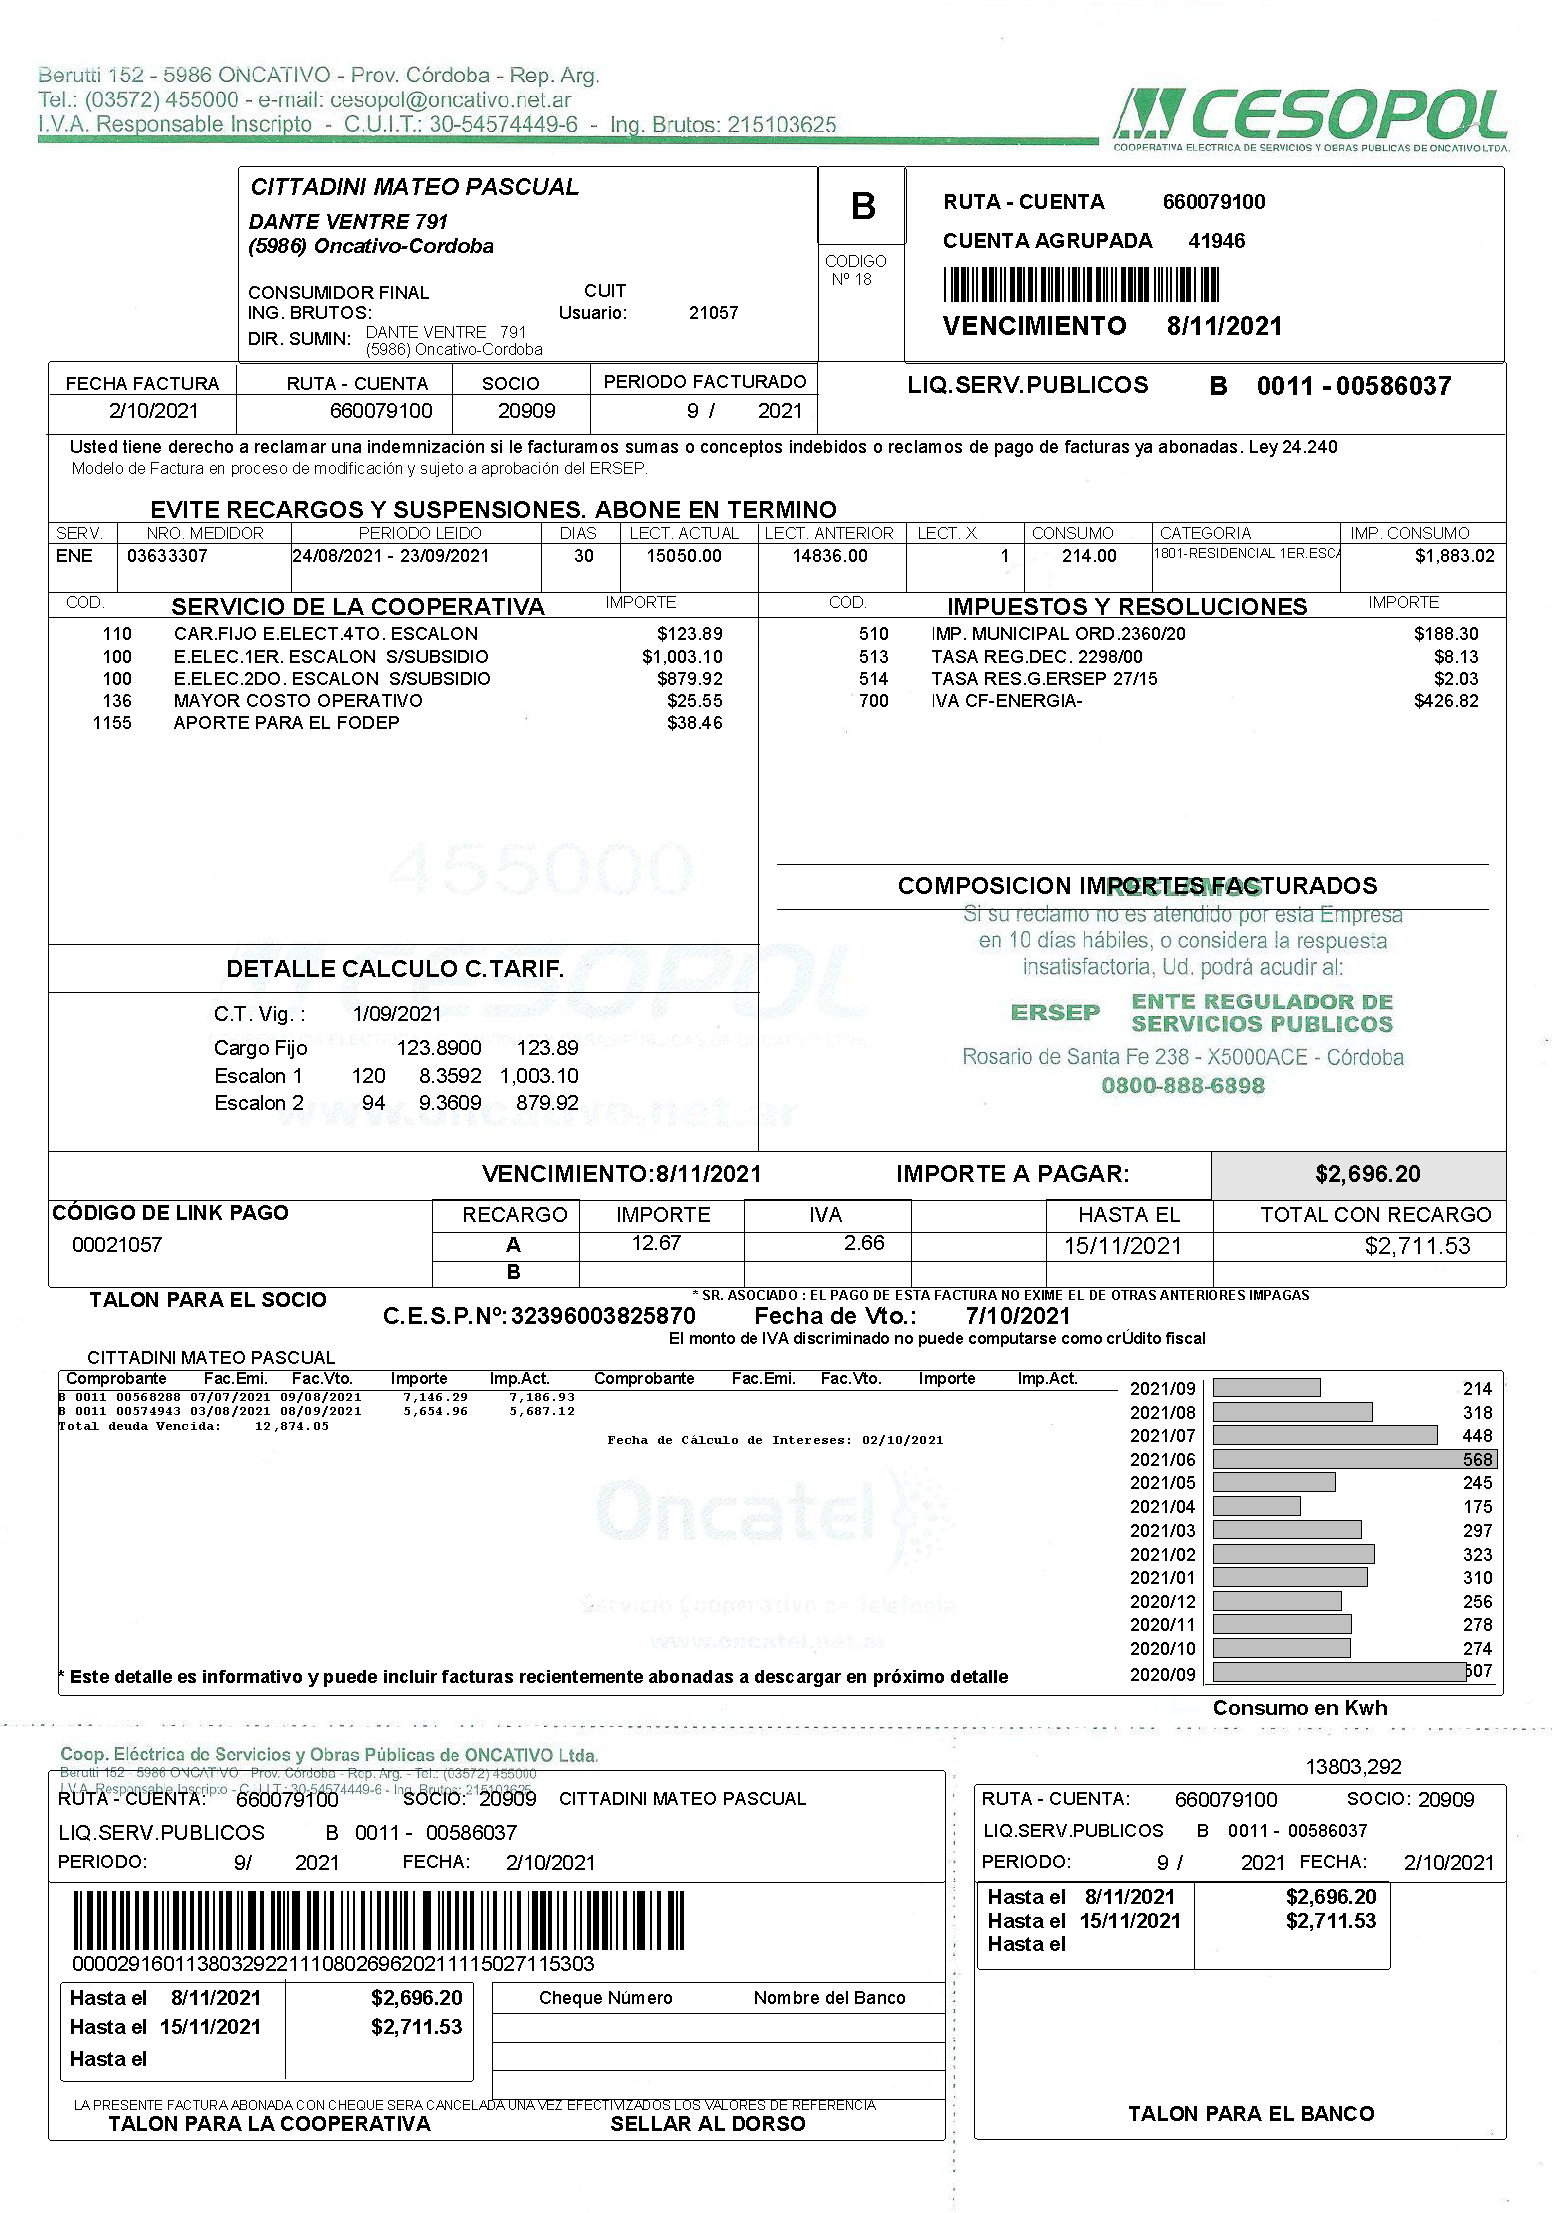 Berutti 152 - 5986 ONCATIVO - Prov. Córdoba - Rep. Arg.
Tel.: (03572) 455000 - e-mail: cesopol@oncativo.net.ar
I.V.A. Responsable Inscripto - C.U.I.T.: 30-54574449-6 - Ing. Brutos: 215103625
CESOPOL
COOPERATIVA ELECTRICA DE SERVICIOS Y OBRAS PUBLICAS DE ONCATIVO LTDA.
CITTADINI MATEO PASCUAL
DANTE VENTRE 791
(5986) Oncativo-Cordoba
CONSUMIDOR FINAL CUIT
ING. BRUTOS: Usuario: 21057
DIR. SUMIN: DANTE VENTRE 791
(5986) Oncativo-Cordoba
B
CODIGO
Nº 18
RUTA - CUENTA 660079100
CUENTA AGRUPADA 41946
VENCIMIENTO 8/11/2021
FECHA FACTURA RUTA - CUENTA SOCIO PERIODO FACTURADO
2/10/2021 660079100 20909 9 / 2021
LIQ.SERV.PUBLICOS B 0011 - 00586037
Usted tiene derecho a reclamar una indemnización si le facturamos sumas o conceptos indebidos o reclamos de pago de facturas ya abonadas. Ley 24.240
Modelo de Factura en proceso de modificación y sujeto a aprobación del ERSEP.
EVITE RECARGOS Y SUSPENSIONES. ABONE EN TERMINO
SERV. NRO. MEDIDOR PERIODO LEIDO DIAS LECT. ACTUAL LECT. ANTERIOR LECT. X CONSUMO CATEGORIA IMP. CONSUMO
ENE 03633307 24/08/2021 - 23/09/2021 30 15050.00 14836.00 1 214.00 1801-RESIDENCIAL 1ER.ESCA $1,883.02
COD. SERVICIO DE LA COOPERATIVA IMPORTE
110 CAR.FIJO E.ELECT.4TO. ESCALON $123.89
100 E.ELEC.1ER. ESCALON S/SUBSIDIO $1,003.10
100 E.ELEC.2DO. ESCALON S/SUBSIDIO $879.92
136 MAYOR COSTO OPERATIVO $25.55
1155 APORTE PARA EL FODEP $38.46
COD. IMPUESTOS Y RESOLUCIONES IMPORTE
510 IMP. MUNICIPAL ORD.2360/20 $188.30
513 TASA REG.DEC. 2298/00 $8.13
514 TASA RES.G.ERSEP 27/15 $2.03
700 IVA CF-ENERGIA- $426.82
455000
CESOPOL
www.oncativo.net.ar
COMPOSICION IMPORTES FACTURADOS
RECLAMOS
Si su reclamo no es atendido por esta Empresa
en 10 días hábiles, o considera la respuesta
insatisfactoria, Ud. podrá acudir al:
ERSEP ENTE REGULADOR DE
SERVICIOS PUBLICOS
Rosario de Santa Fe 238 - X5000ACE - Córdoba
0800-888-6898
DETALLE CALCULO C.TARIF.
C.T. Vig. : 1/09/2021
Cargo Fijo 123.8900 123.89
Escalon 1 120 8.3592 1,003.10
Escalon 2 94 9.3609 879.92
VENCIMIENTO:8/11/2021 IMPORTE A PAGAR: $2,696.20
CÓDIGO DE LINK PAGO
00021057
RECARGO IMPORTE IVA HASTA EL TOTAL CON RECARGO
A 12.67 2.66 15/11/2021 $2,711.53
B
TALON PARA EL SOCIO
* SR. ASOCIADO : EL PAGO DE ESTA FACTURA NO EXIME EL DE OTRAS ANTERIORES IMPAGAS
C.E.S.P.Nº: 32396003825870 Fecha de Vto.: 7/10/2021
El monto de IVA discriminado no puede computarse como crÚdito fiscal
CITTADINI MATEO PASCUAL
Comprobante Fac.Emi. Fac.Vto. Importe Imp.Act. Comprobante Fac.Emi. Fac.Vto. Importe Imp.Act.
B 0011 00568288 07/07/2021 09/08/2021 7,146.29 7,186.93
B 0011 00574943 03/08/2021 08/09/2021 5,654.96 5,687.12
Total deuda Vencida: 12,874.05
Fecha de Cálculo de Intereses: 02/10/2021
Oncatel
Servicio Cooperativo de Telefonía
www.oncatel.net.ar
* Este detalle es informativo y puede incluir facturas recientemente abonadas a descargar en próximo detalle
2021/09 214
2021/08 318
2021/07 448
2021/06 568
2021/05 245
2021/04 175
2021/03 297
2021/02 323
2021/01 310
2020/12 256
2020/11 278
2020/10 274
2020/09 507
Consumo en Kwh
Coop. Eléctrica de Servicios y Obras Públicas de ONCATIVO Ltda.
Berutti 152 - 5986 ONCATIVO - Prov. Córdoba - Rep. Arg. - Tel.: (03572) 455000
I.V.A. Responsable Inscripto - C.U.I.T.: 30-54574449-6 - Ing. Brutos: 215103625
RUTA - CUENTA: 660079100 SOCIO: 20909 CITTADINI MATEO PASCUAL
LIQ.SERV.PUBLICOS B 0011 - 00586037
PERIODO: 9/ 2021 FECHA: 2/10/2021
000029160113803292211108026962021111502711530​3
Hasta el 8/11/2021 $2,696.20
Hasta el 15/11/2021 $2,711.53
Hasta el
Cheque Número Nombre del Banco
LA PRESENTE FACTURA ABONADA CON CHEQUE SERA CANCELADA UNA VEZ EFECTIVIZADOS LOS VALORES DE REFERENCIA
TALON PARA LA COOPERATIVA SELLAR AL DORSO
13803,292
RUTA - CUENTA: 660079100 SOCIO: 20909
LIQ.SERV.PUBLICOS B 0011 - 00586037
PERIODO: 9 / 2021 FECHA: 2/10/2021
Hasta el 8/11/2021 $2,696.20
Hasta el 15/11/2021 $2,711.53
Hasta el
TALON PARA EL BANCO